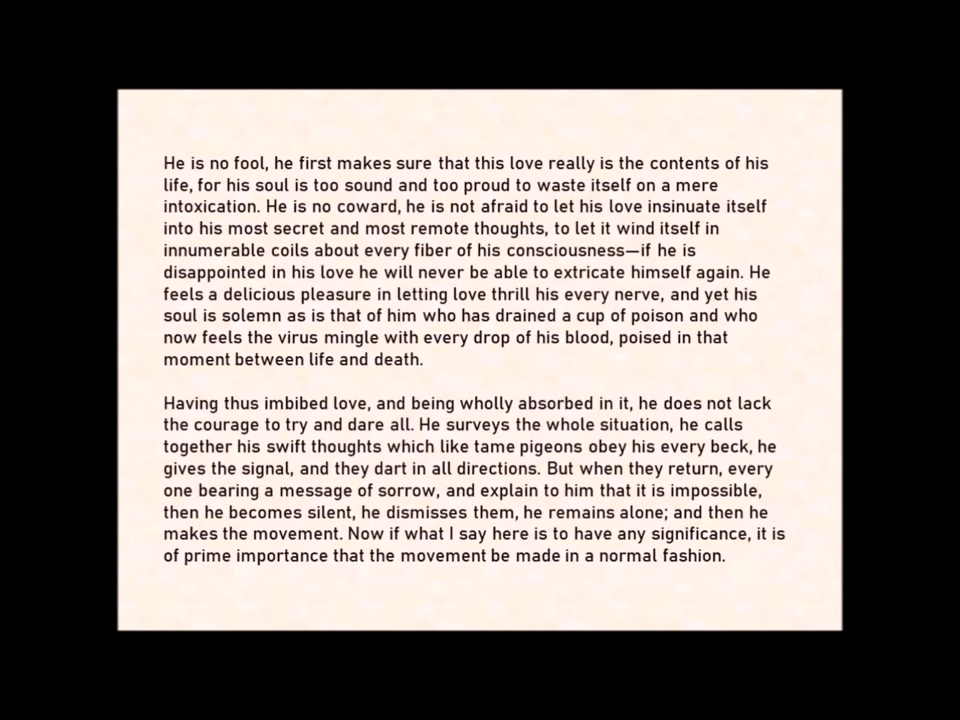 He is no fool, he first makes sure that this love really is the contents of his
life, for his soul is too sound and too proud to waste itself on a mere
intoxication. He is no coward, he is not afraid to let his love insinuate itself
into his most secret and most remote thoughts, to let it wind itself in
innumerable coils about every fiber of his consciousness—if he is
disappointed in his love he will never be able to extricate himself again. He
feels a delicious pleasure in letting love thrill his every nerve, and yet his
soul is solemn as is that of him who has drained a cup of poison and who
now feels the virus mingle with every drop of his blood, poised in that
moment between life and death.

Having thus imbibed love, and being wholly absorbed in it, he does not lack
the courage to try and dare all. He surveys the whole situation, he calls
together his swift thoughts which like tame pigeons obey his every beck, he
gives the signal, and they dart in all directions. But when they return, every
one bearing a message of sorrow, and explain to him that it is impossible,
then he becomes silent, he dismisses them, he remains alone; and then he
makes the movement. Now if what I say here is to have any significance, it is
of prime importance that the movement be made in a normal fashion.